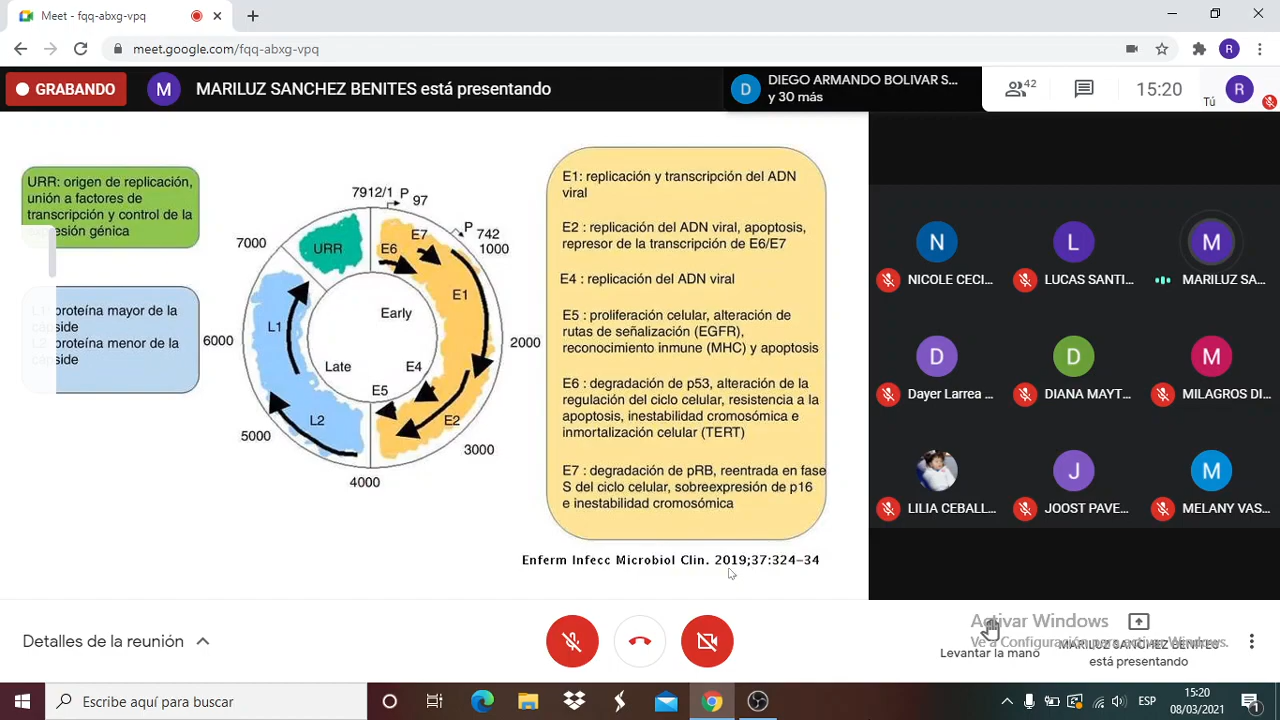 Meet - fqq-abxg-vpq
meet.google.com/fqq-abxg-vpq
R
GRABANDO
M
MARILUZ SANCHEZ BENITES está presentando
D
DIEGO ARMANDO BOLIVAR S...
y 30 más
42
15:20
Tú
R
URR: origen de replicación,
unión a factores de
transcripción y control de la
expresión génica
L1: proteína mayor de la
cápside
L2: proteína menor de la
cápside
7912/1
P
97
P
742
1000
2000
3000
4000
5000
6000
7000
URR
E6
E7
E1
Early
Late
E4
E5
E2
L2
L1
E1: replicación y transcripción del ADN
viral
E2 : replicación del ADN viral, apoptosis,
represor de la transcripción de E6/E7
E4 : replicación del ADN viral
E5 : proliferación celular, alteración de
rutas de señalización (EGFR),
reconocimiento inmune (MHC) y apoptosis
E6 : degradación de p53, alteración de la
regulación del ciclo celular, resistencia a la
apoptosis, inestabilidad cromosómica e
inmortalización celular (TERT)
E7 : degradación de pRB, reentrada en fase
S del ciclo celular, sobreexpresión de p16
e inestabilidad cromosómica
Enferm Infecc Microbiol Clin. 2019;37:324–34
N
NICOLE CECI...
L
LUCAS SANTI...
M
MARILUZ SA...
D
Dayer Larrea ...
D
DIANA MAYT...
M
MILAGROS DI...
LILIA CEBALL...
J
JOOST PAVE...
M
MELANY VAS...
Detalles de la reunión
Levantar la mano
MARILUZ SANCHEZ BENITES
está presentando
Activar Windows
Ve a Configuración para activar Windows.
Escribe aquí para buscar
ESP
15:20
08/03/2021
1